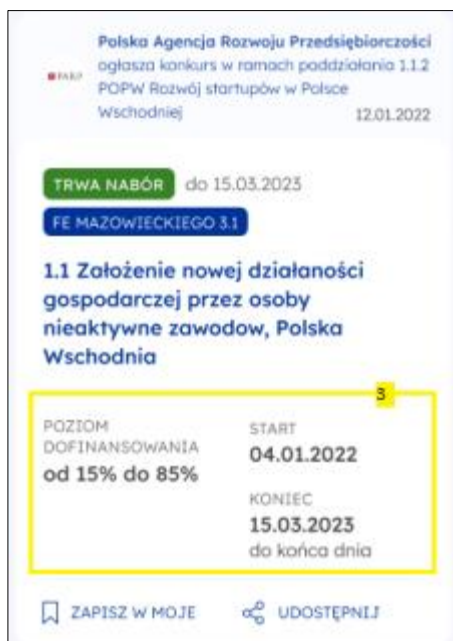 Polska Agencja Rozwoju Przedsiębiorczości
ogłasza konkurs w ramach poddziałania 1.1.2
PARP
POPW Rozwój startupów w Polsce
Wschodniej
12.01.2022
TRWA NABÓR do 15.03.2023
FE MAZOWIECKIEGO 3.1
1.1 Założenie nowej działaności
gospodarczej przez osoby
nieaktywne zawodow, Polska
Wschodnia
3
POZIOM
DOFINANSOWANIA
od 15% do 85%
START
04.01.2022
KONIEC
15.03.2023
do końca dnia
ZAPISZ W MOJE
UDOSTĘPNIJ